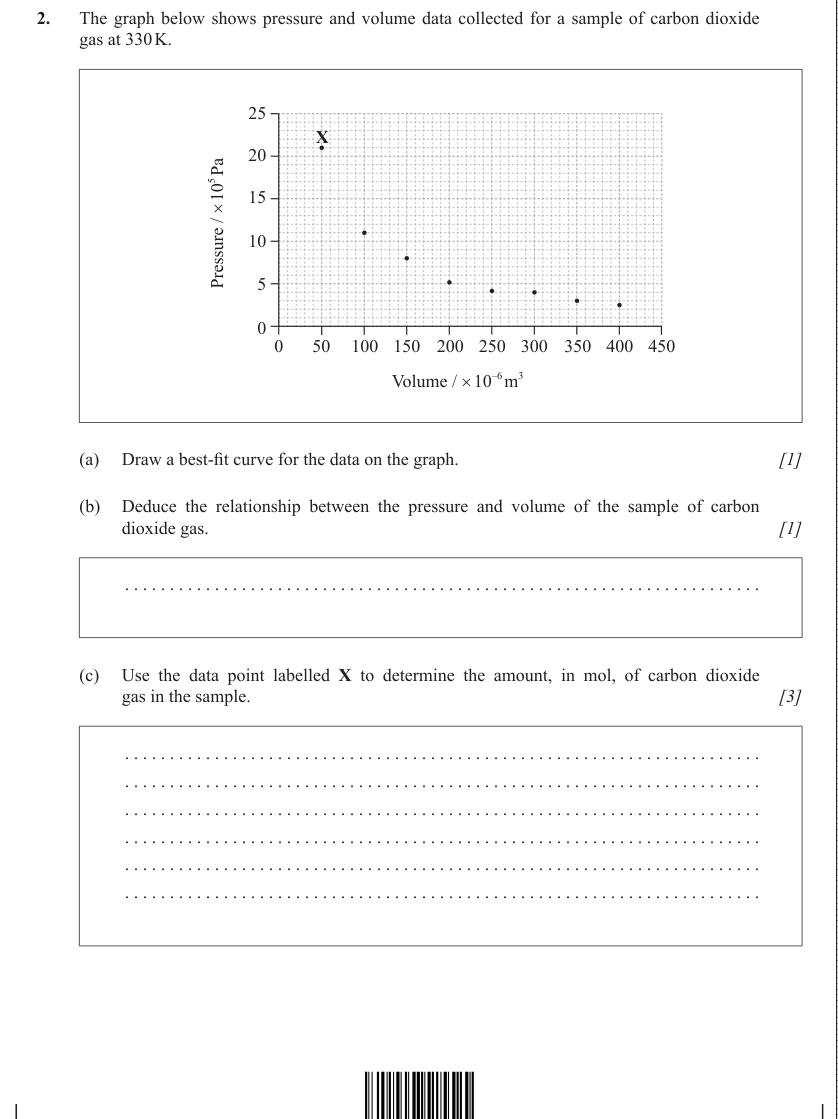 2. The graph below shows pressure and volume data collected for a sample of carbon dioxide
gas at 330 K.
25
X
20
15
10
5
0
Pressure / × 10⁵ Pa
0 50 100 150 200 250 300 350 400 450
Volume / × 10⁻⁶ m³
(a) Draw a best-fit curve for the data on the graph. [1]
(b) Deduce the relationship between the pressure and volume of the sample of carbon
dioxide gas. [1]
(c) Use the data point labelled X to determine the amount, in mol, of carbon dioxide
gas in the sample. [3]